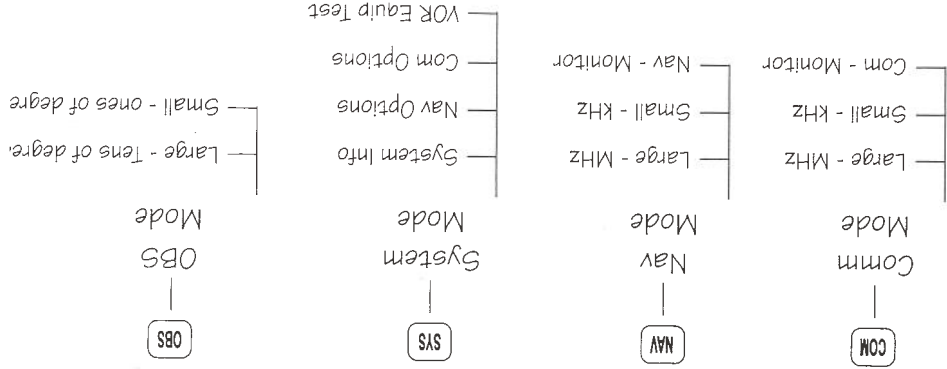 COM
Comm
Mode
Large - MHz
Small - kHz
Com - Monitor
NAV
Nav
Mode
Large - MHz
Small - kHz
Nav - Monitor
SYS
System
Mode
System Info
Nav Options
Com Options
VOR Equip Test
OBS
OBS
Mode
Large - Tens of degre.
Small - ones of degre